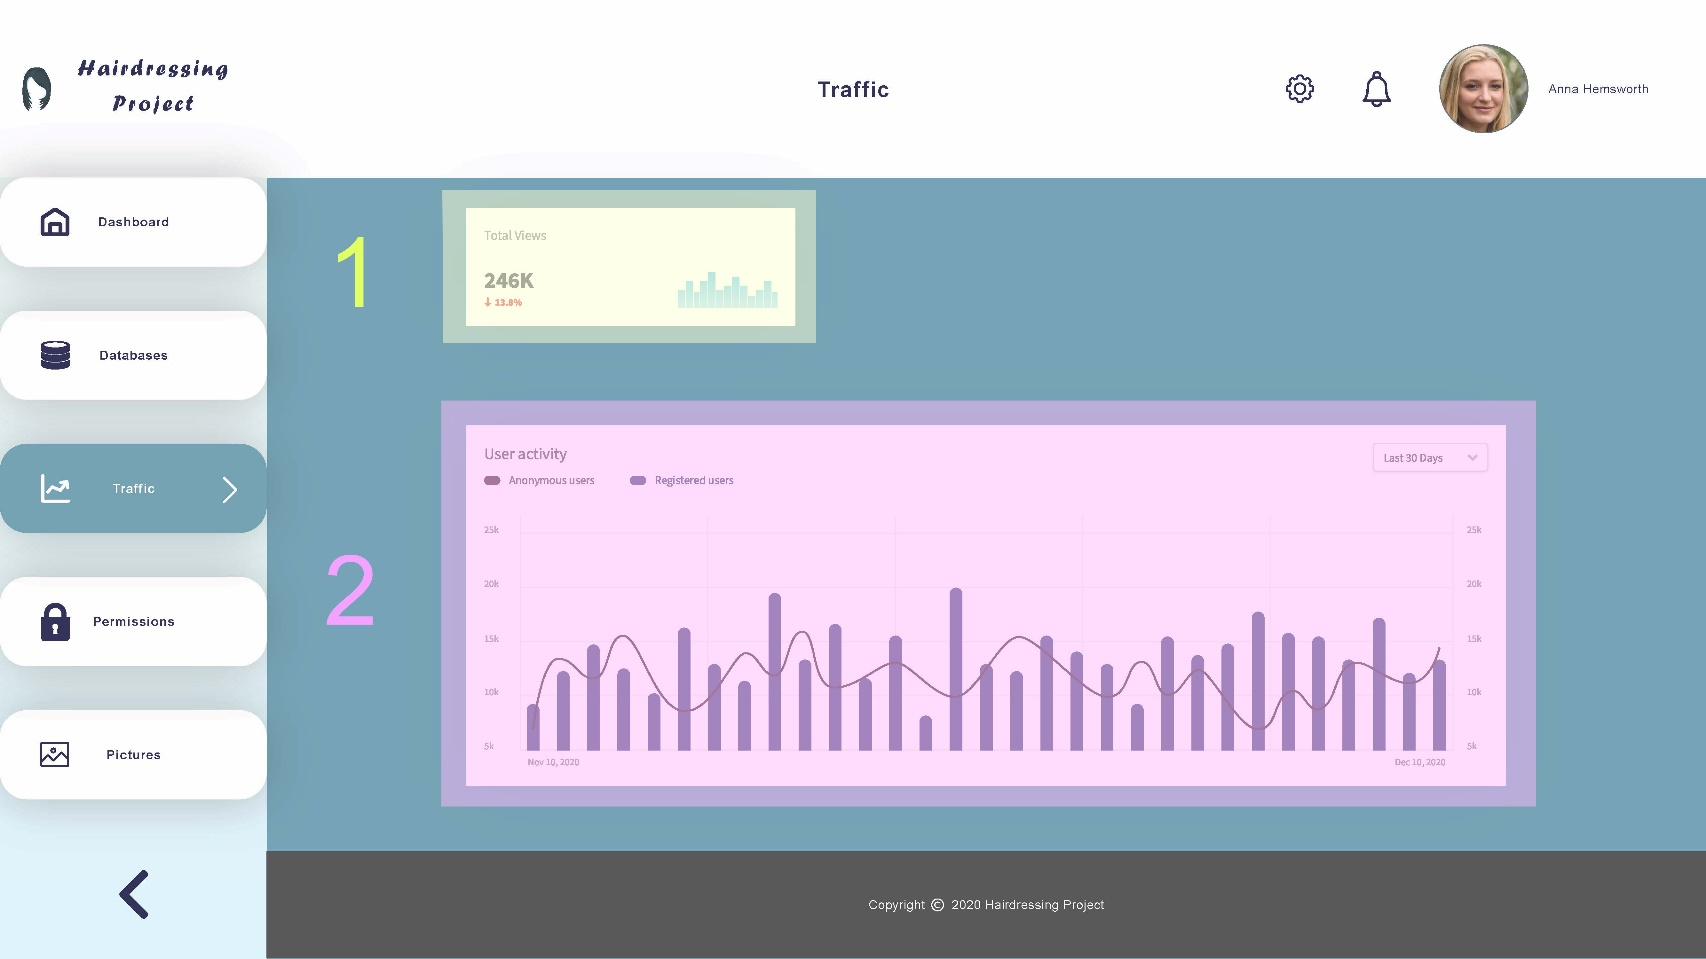 Hairdressing
Project
Traffic
Anna Hemsworth
Dashboard
Databases
Traffic
Permissions
Pictures
1
Total Views
246K
↓ 13.8%
2
User activity
Last 30 Days
Anonymous users
Registered users
25k
25k
20k
20k
15k
15k
10k
10k
5k
5k
Nov 10, 2020
Dec 10, 2020
Copyright © 2020 Hairdressing Project